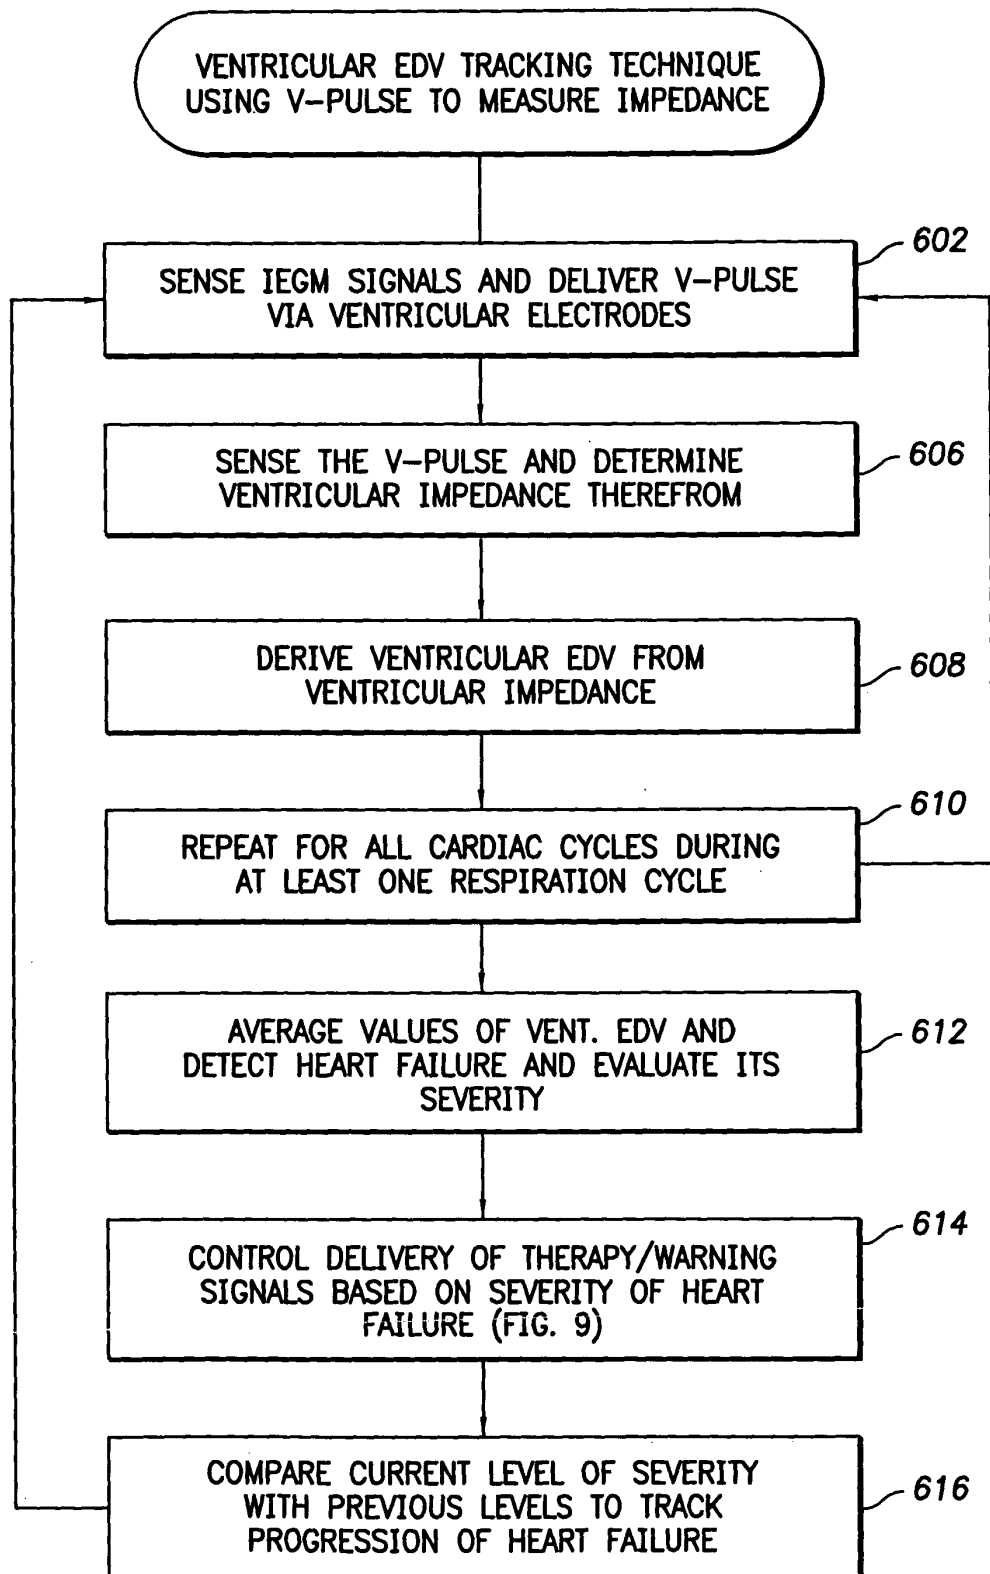 VENTRICULAR EDV TRACKING TECHNIQUE
USING V-PULSE TO MEASURE IMPEDANCE
602
SENSE IEGM SIGNALS AND DELIVER V-PULSE
VIA VENTRICULAR ELECTRODES
606
SENSE THE V-PULSE AND DETERMINE
VENTRICULAR IMPEDANCE THEREFROM
608
DERIVE VENTRICULAR EDV FROM
VENTRICULAR IMPEDANCE
610
REPEAT FOR ALL CARDIAC CYCLES DURING
AT LEAST ONE RESPIRATION CYCLE
612
AVERAGE VALUES OF VENT. EDV AND
DETECT HEART FAILURE AND EVALUATE ITS
SEVERITY
614
CONTROL DELIVERY OF THERAPY/WARNING
SIGNALS BASED ON SEVERITY OF HEART
FAILURE (FIG. 9)
616
COMPARE CURRENT LEVEL OF SEVERITY
WITH PREVIOUS LEVELS TO TRACK
PROGRESSION OF HEART FAILURE